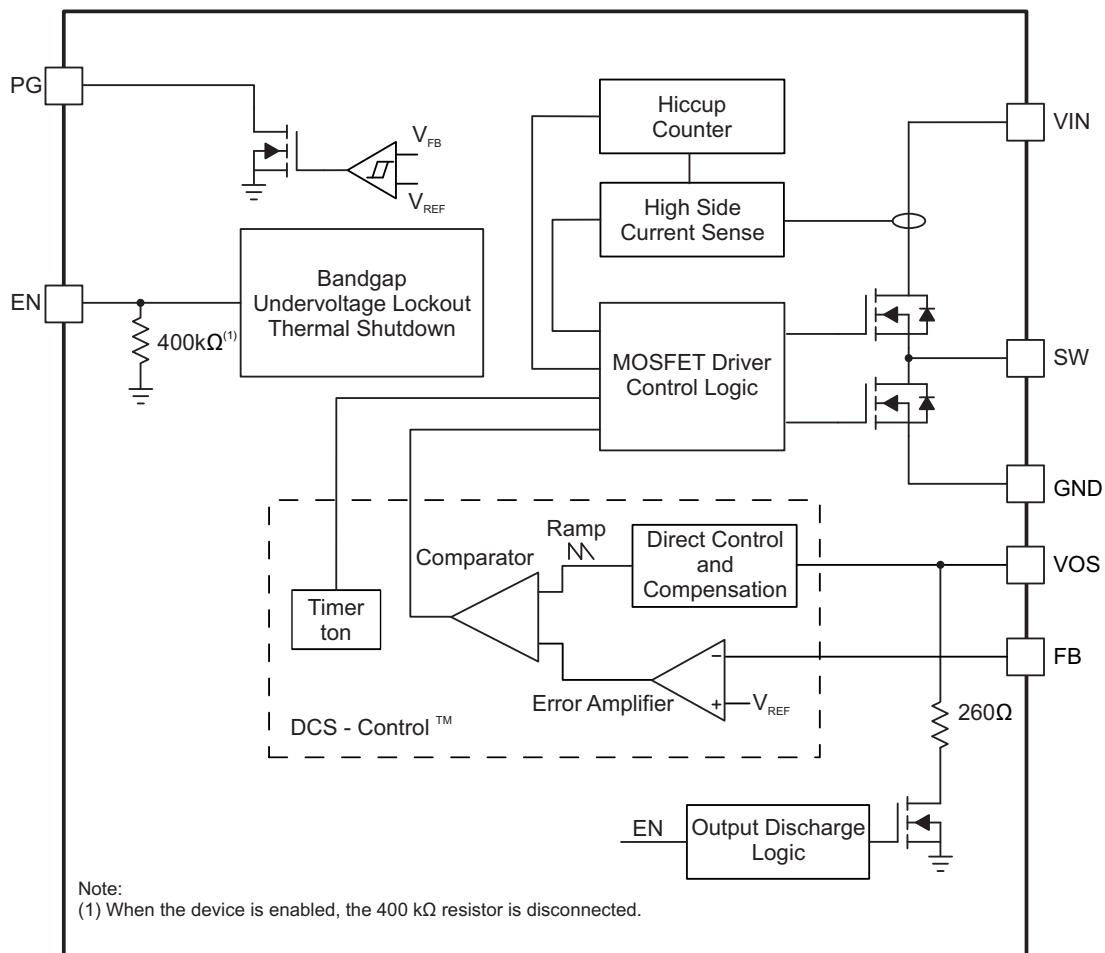 PG
V_FB
V_REF
Hiccup
Counter
VIN
High Side
Current Sense
EN
400kΩ(1)
Bandgap
Undervoltage Lockout
Thermal Shutdown
MOSFET Driver
Control Logic
SW
GND
Ramp
Direct Control
and
Compensation
Comparator
VOS
Timer
ton
FB
−
+
V_REF
Error Amplifier
DCS - Control ™
260Ω
EN
Output Discharge
Logic
Note:
(1) When the device is enabled, the 400 kΩ resistor is disconnected.